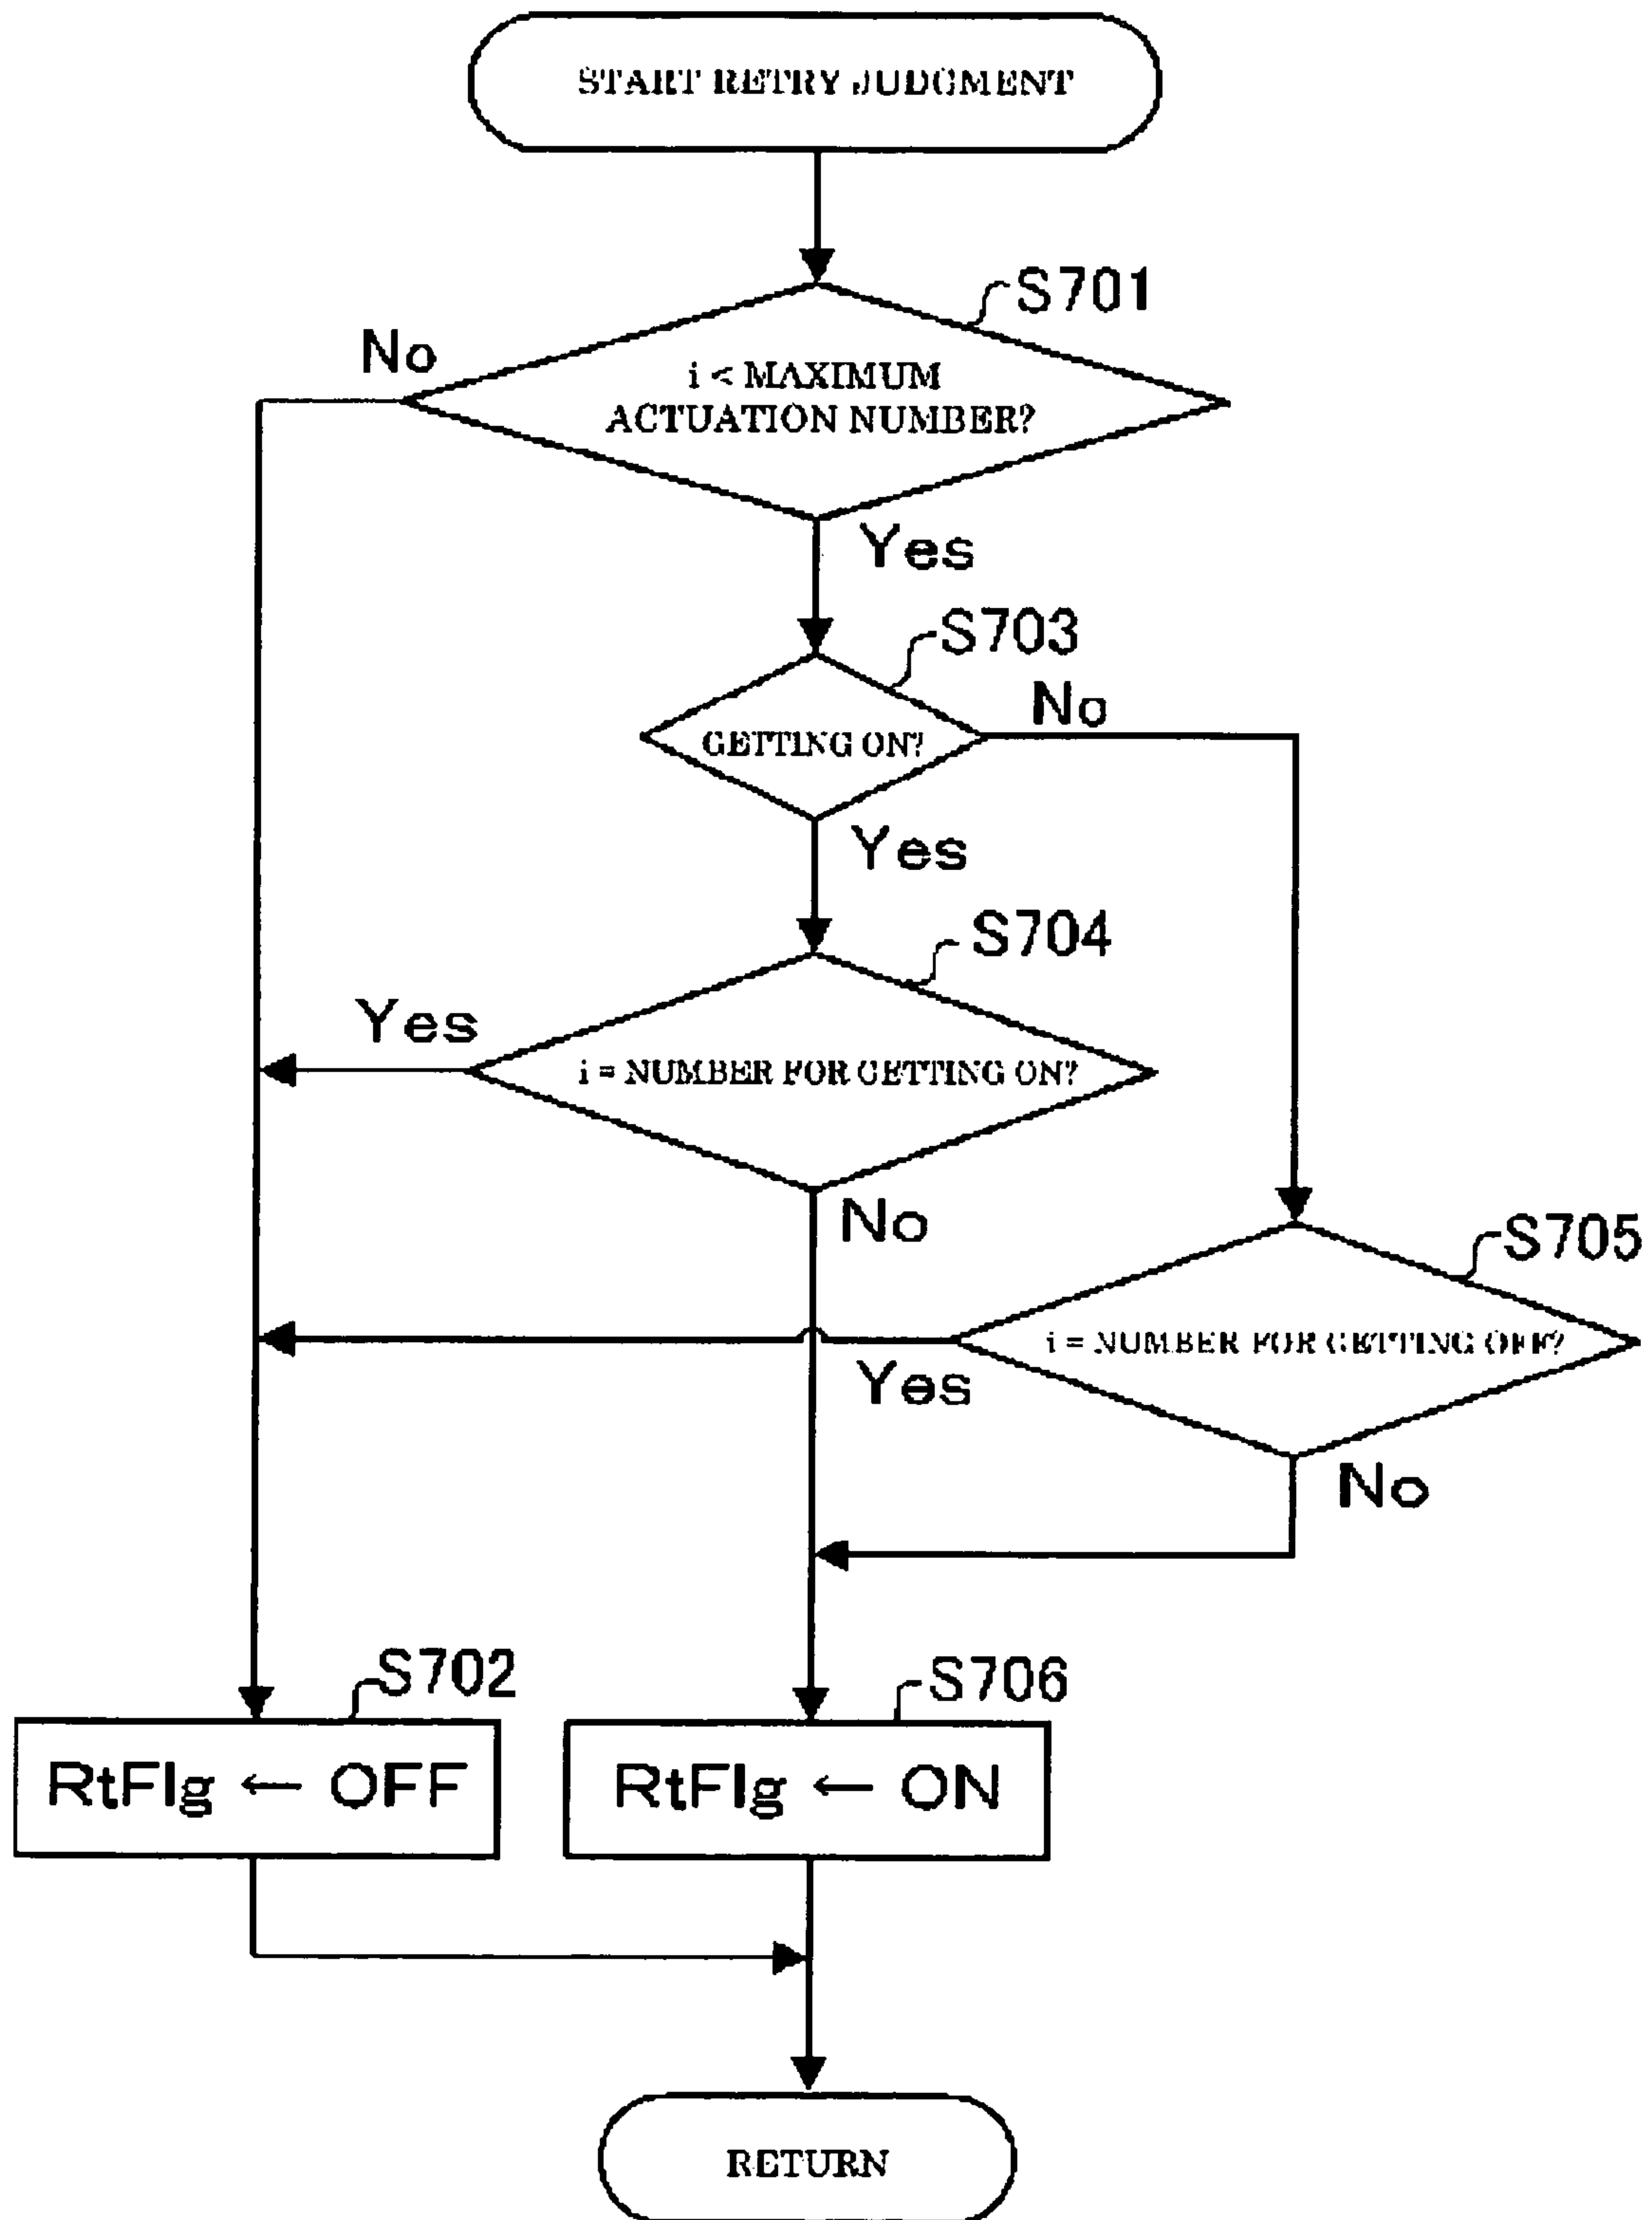 START RETRY JUDGMENT
S701
No
i < MAXIMUM
ACTUATION NUMBER?
Yes
S703
No
GETTING ON?
Yes
S704
Yes
i = NUMBER FOR GETTING ON?
No
S705
i = NUMBER FOR GETTING OFF?
Yes
No
S702
S706
RtFlg ← OFF
RtFlg ← ON
RETURN